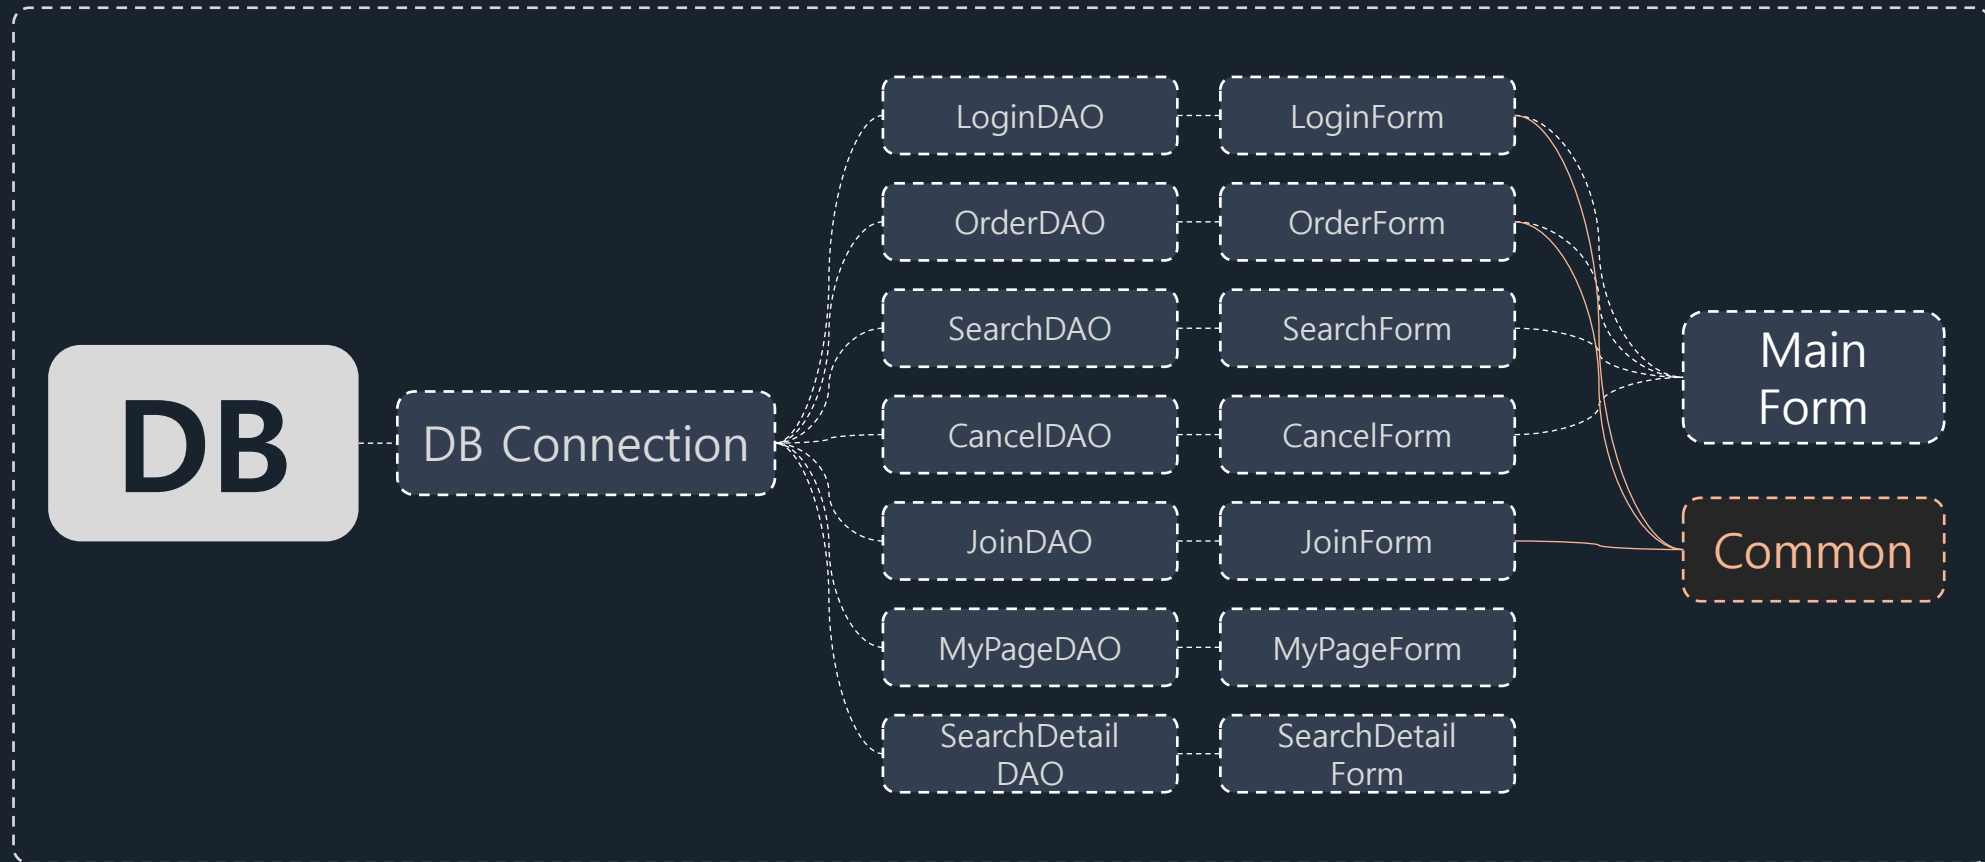 DB
DB Connection
LoginDAO
LoginForm
OrderDAO
OrderForm
SearchDAO
SearchForm
CancelDAO
CancelForm
JoinDAO
JoinForm
MyPageDAO
MyPageForm
SearchDetail
DAO
SearchDetail
Form
Main
Form
Common